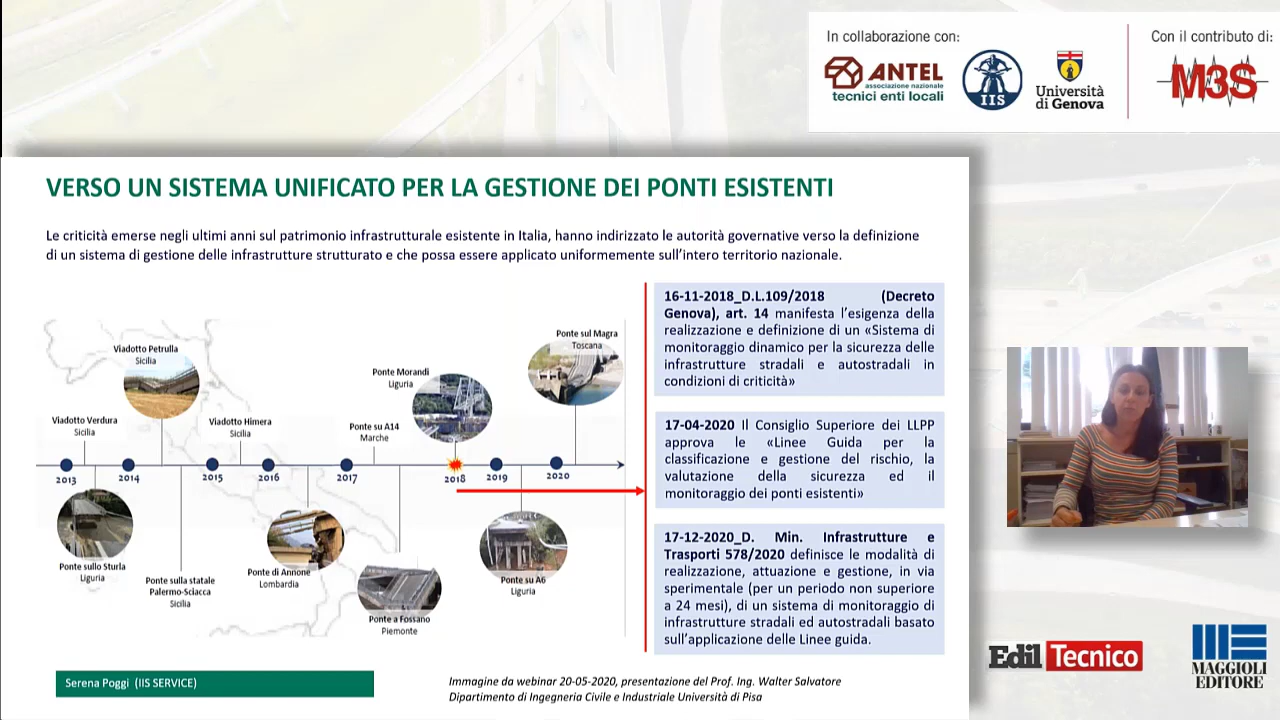 In collaborazione con:
Con il contributo di:
ANTEL
associazione nazionale
tecnici enti locali
IIS
Università
di Genova
M3S
VERSO UN SISTEMA UNIFICATO PER LA GESTIONE DEI PONTI ESISTENTI
Le criticità emerse negli ultimi anni sul patrimonio infrastrutturale esistente in Italia, hanno indirizzato le autorità governative verso la definizione
di un sistema di gestione delle infrastrutture strutturato e che possa essere applicato uniformemente sull'intero territorio nazionale.
Viadotto Petrulla
Sicilia
Ponte sul Magra
Toscana
Ponte Morandi
Liguria
Viadotto Verdura
Sicilia
Viadotto Himera
Sicilia
Ponte su A14
Marche
2013
2014
2015
2016
2017
2018
2019
2020
Ponte sullo Sturla
Liguria
Ponte sulla statale
Palermo-Sciacca
Sicilia
Ponte di Annone
Lombardia
Ponte a Fossano
Piemonte
Ponte su A6
Liguria
16-11-2018_D.L.109/2018 (Decreto
Genova), art. 14 manifesta l'esigenza della
realizzazione e definizione di un «Sistema di
monitoraggio dinamico per la sicurezza delle
infrastrutture stradali e autostradali in
condizioni di criticità»
17-04-2020 Il Consiglio Superiore dei LLPP
approva le «Linee Guida per la
classificazione e gestione del rischio, la
valutazione della sicurezza ed il
monitoraggio dei ponti esistenti»
17-12-2020_D. Min. Infrastrutture e
Trasporti 578/2020 definisce le modalità di
realizzazione, attuazione e gestione, in via
sperimentale (per un periodo non superiore
a 24 mesi), di un sistema di monitoraggio di
infrastrutture stradali ed autostradali basato
sull'applicazione delle Linee guida.
Serena Poggi (IIS SERVICE)
Immagine da webinar 20-05-2020, presentazione del Prof. Ing. Walter Salvatore
Dipartimento di Ingegneria Civile e Industriale Università di Pisa
Edil Tecnico
MAGGIOLI
EDITORE